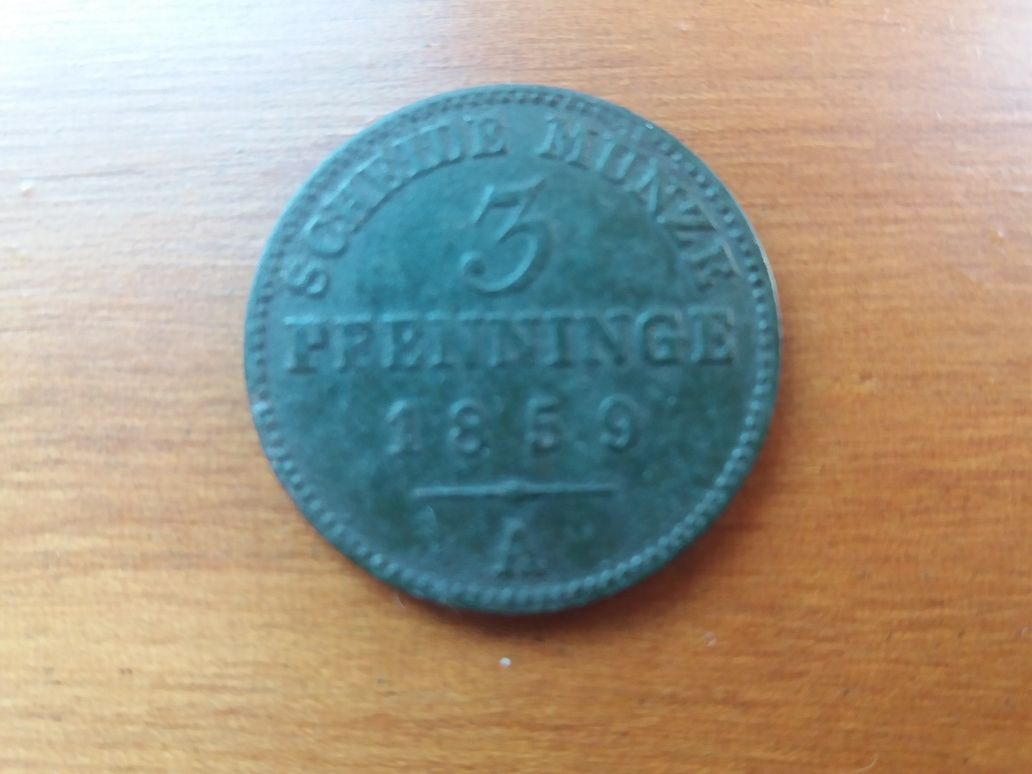 SCHEIDE MÜNZE
3
PFENNINGE
1859
A